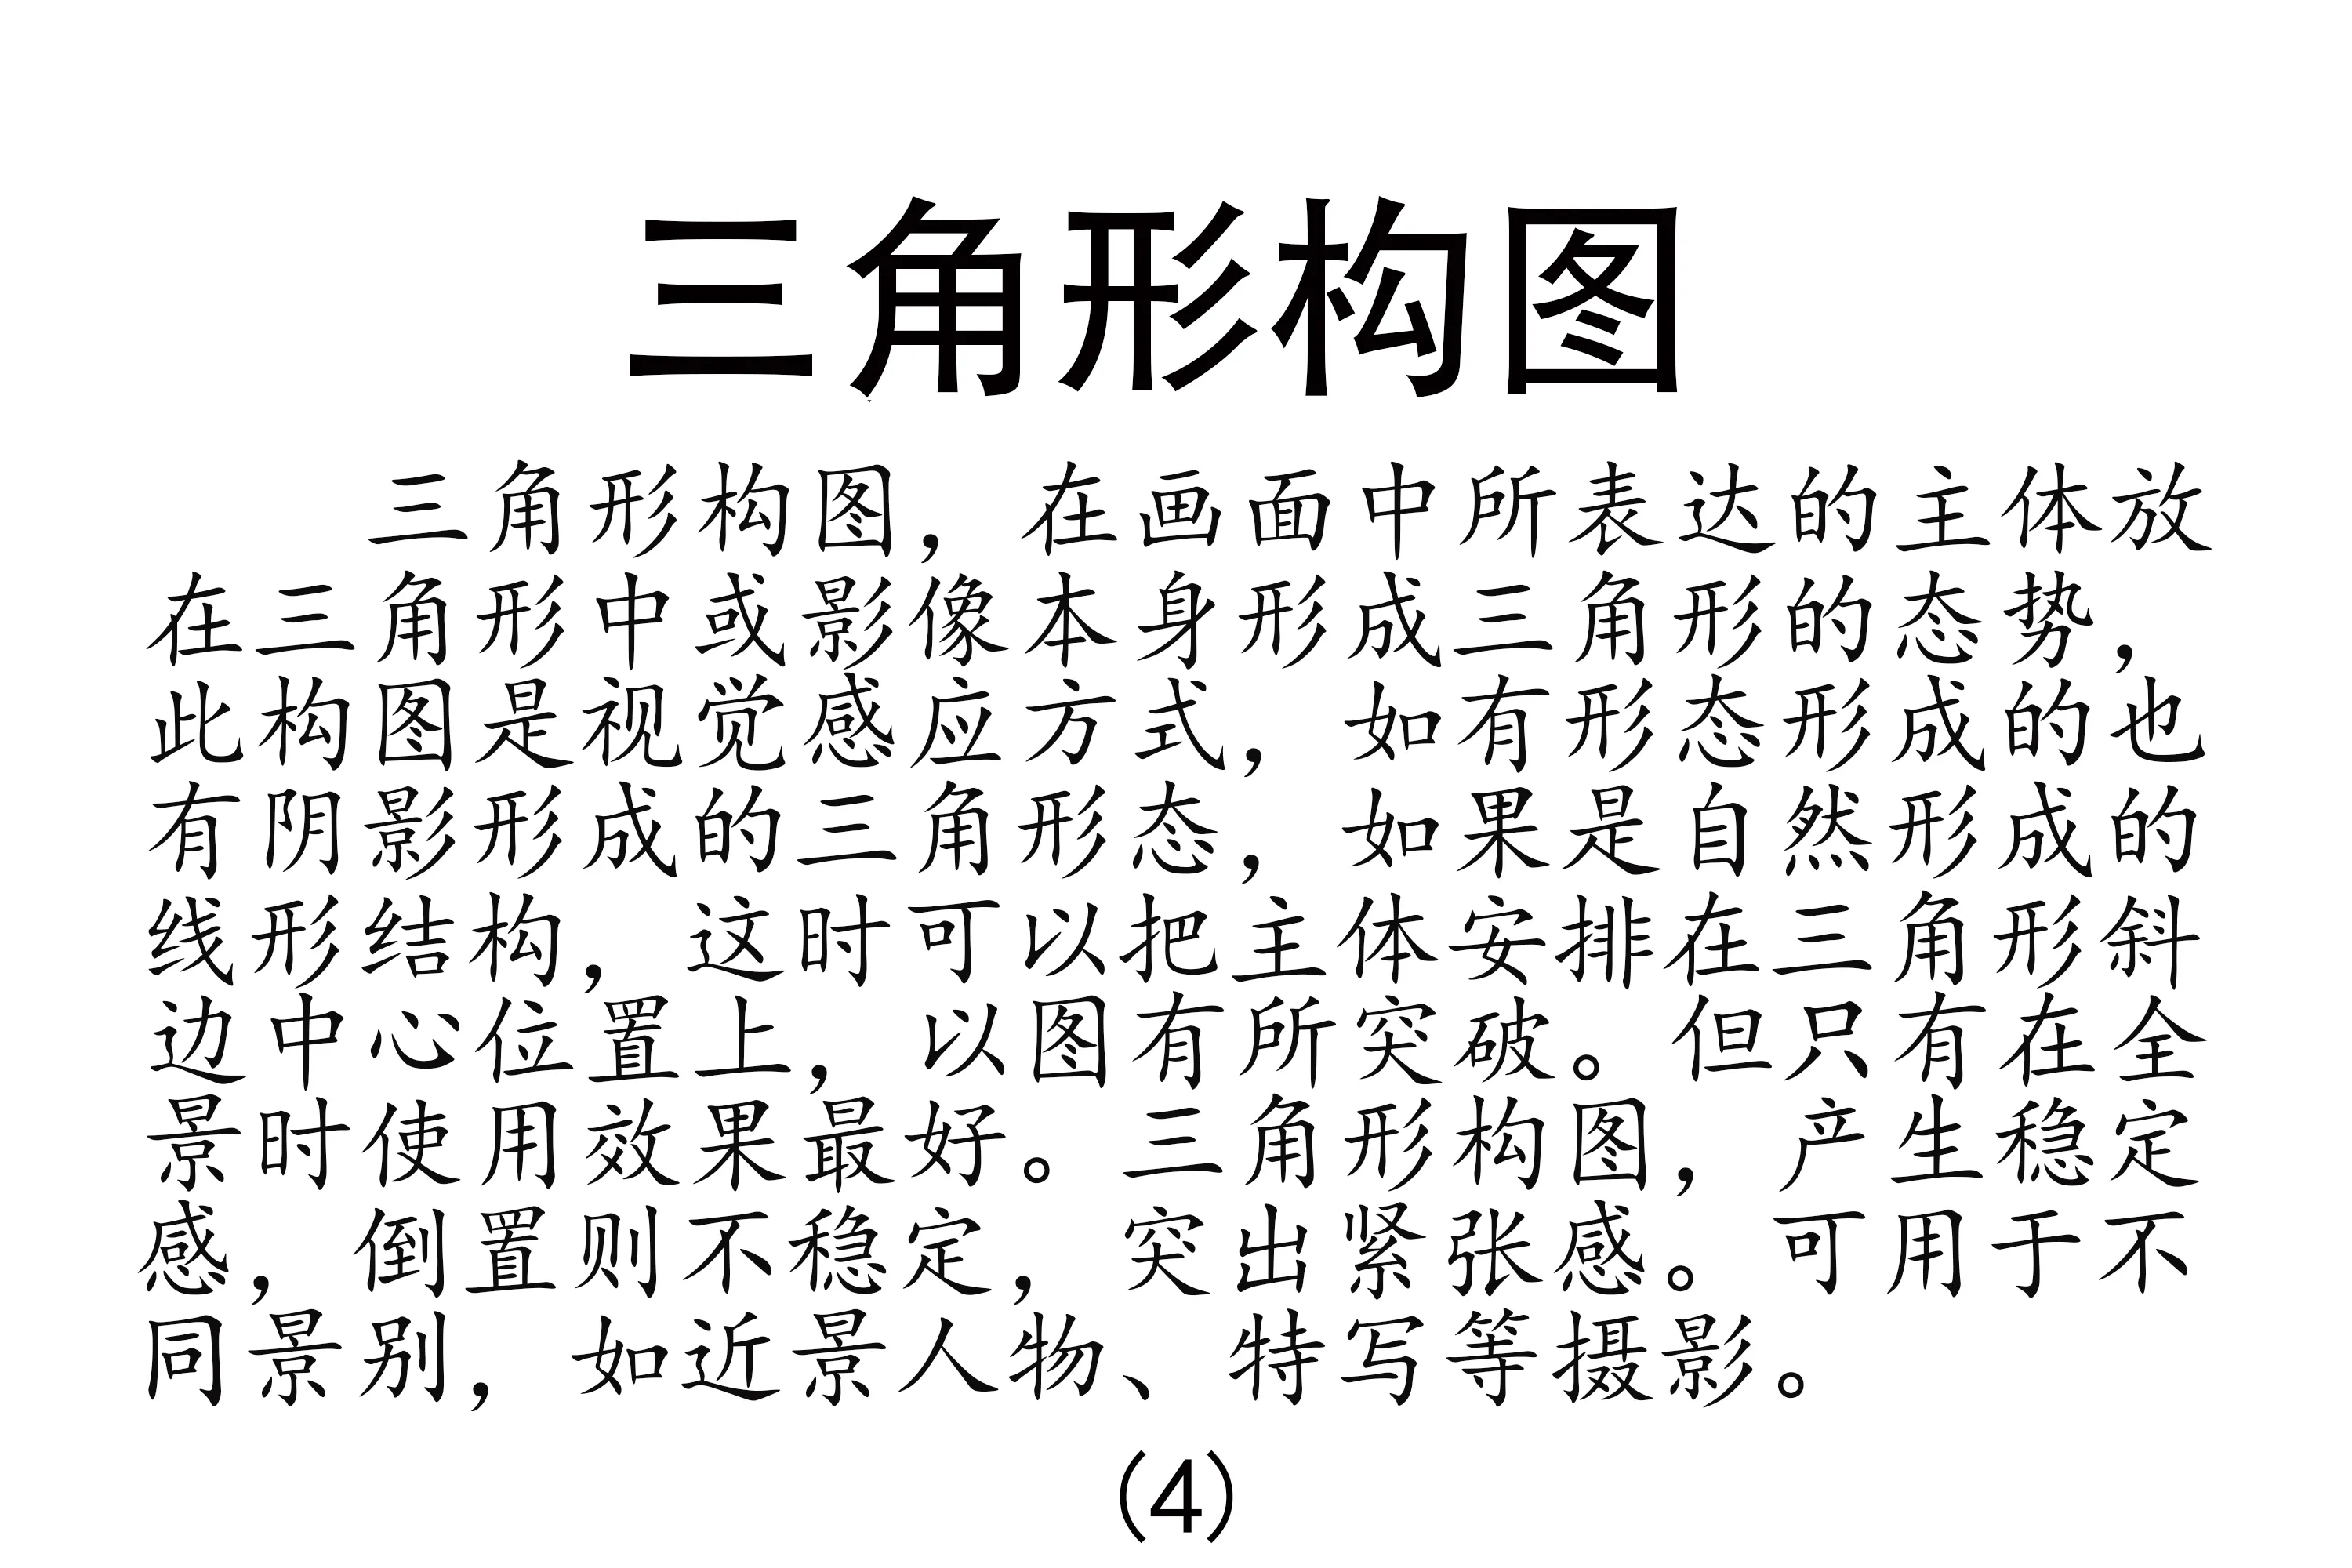 三角形构图
三角形构图，在画面中所表达的主体放
在三角形中或影像本身形成三角形的态势，
此构图是视觉感应方式，如有形态形成的也
有阴影形成的三角形态，如果是自然形成的
线形结构，这时可以把主体安排在三角形斜
边中心位置上，以图有所突破。但只有在全
景时使用效果最好。三角形构图，产生稳定
感，倒置则不稳定，突出紧张感。可用于不
同景别，如近景人物、特写等摄影。
(4)